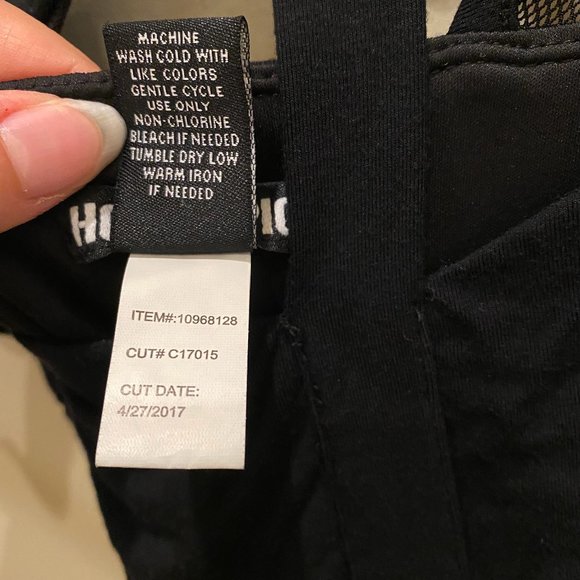 MACHINE
WASH COLD WITH
LIKE COLORS
GENTLE CYCLE
USE ONLY
NON-CHLORINE
BLEACH IF NEEDED
TUMBLE DRY LOW
WARM IRON
IF NEEDED
ITEM#:10968128
CUT# C17015
CUT DATE:
4/27/2017